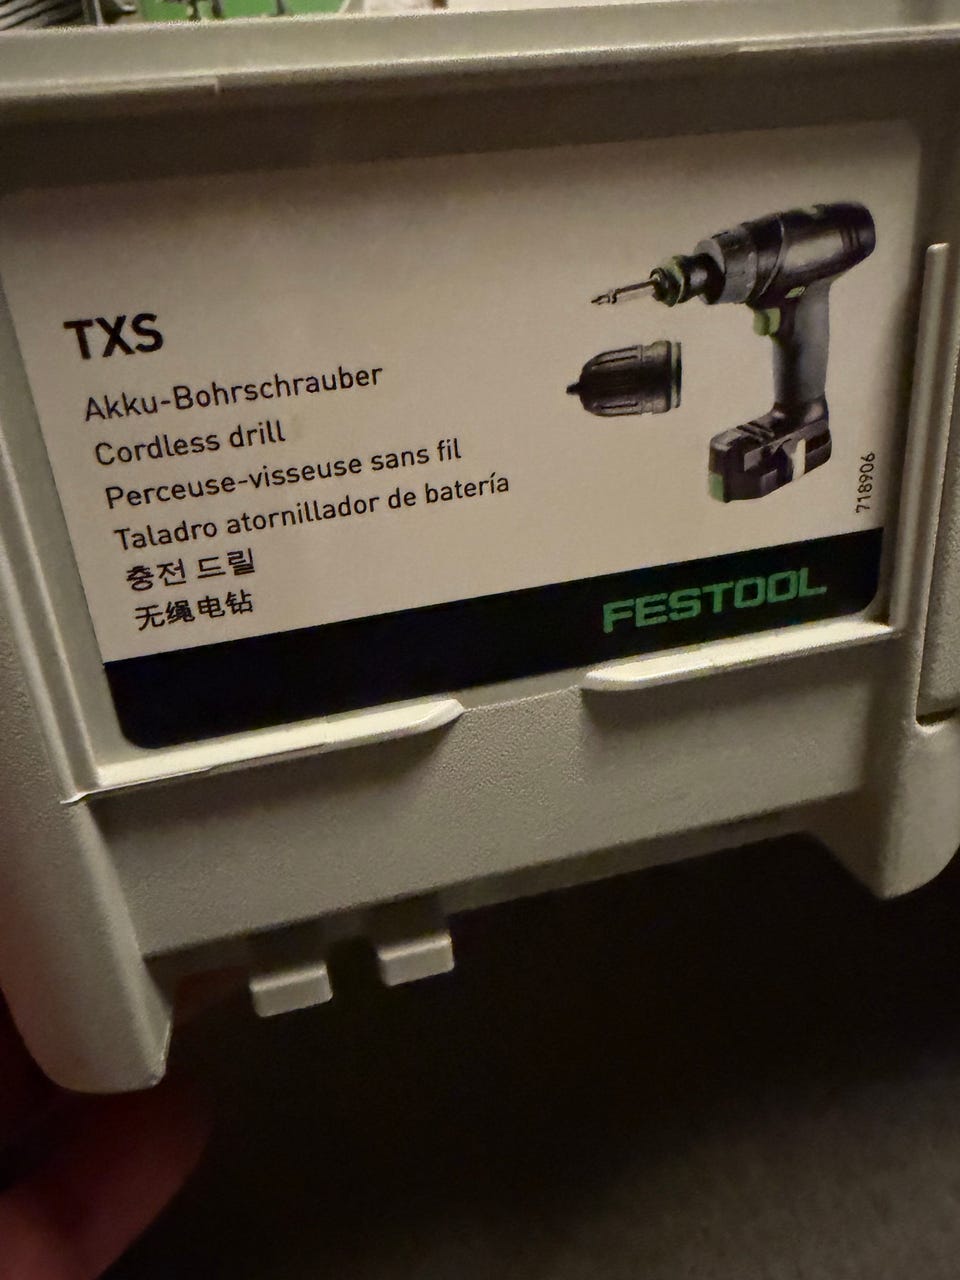 TXS
Akku-Bohrschrauber
Cordless drill
Perceuse-visseuse sans fil
Taladro atornillador de batería
충전 드릴
无绳电钻
718906
FESTOOL